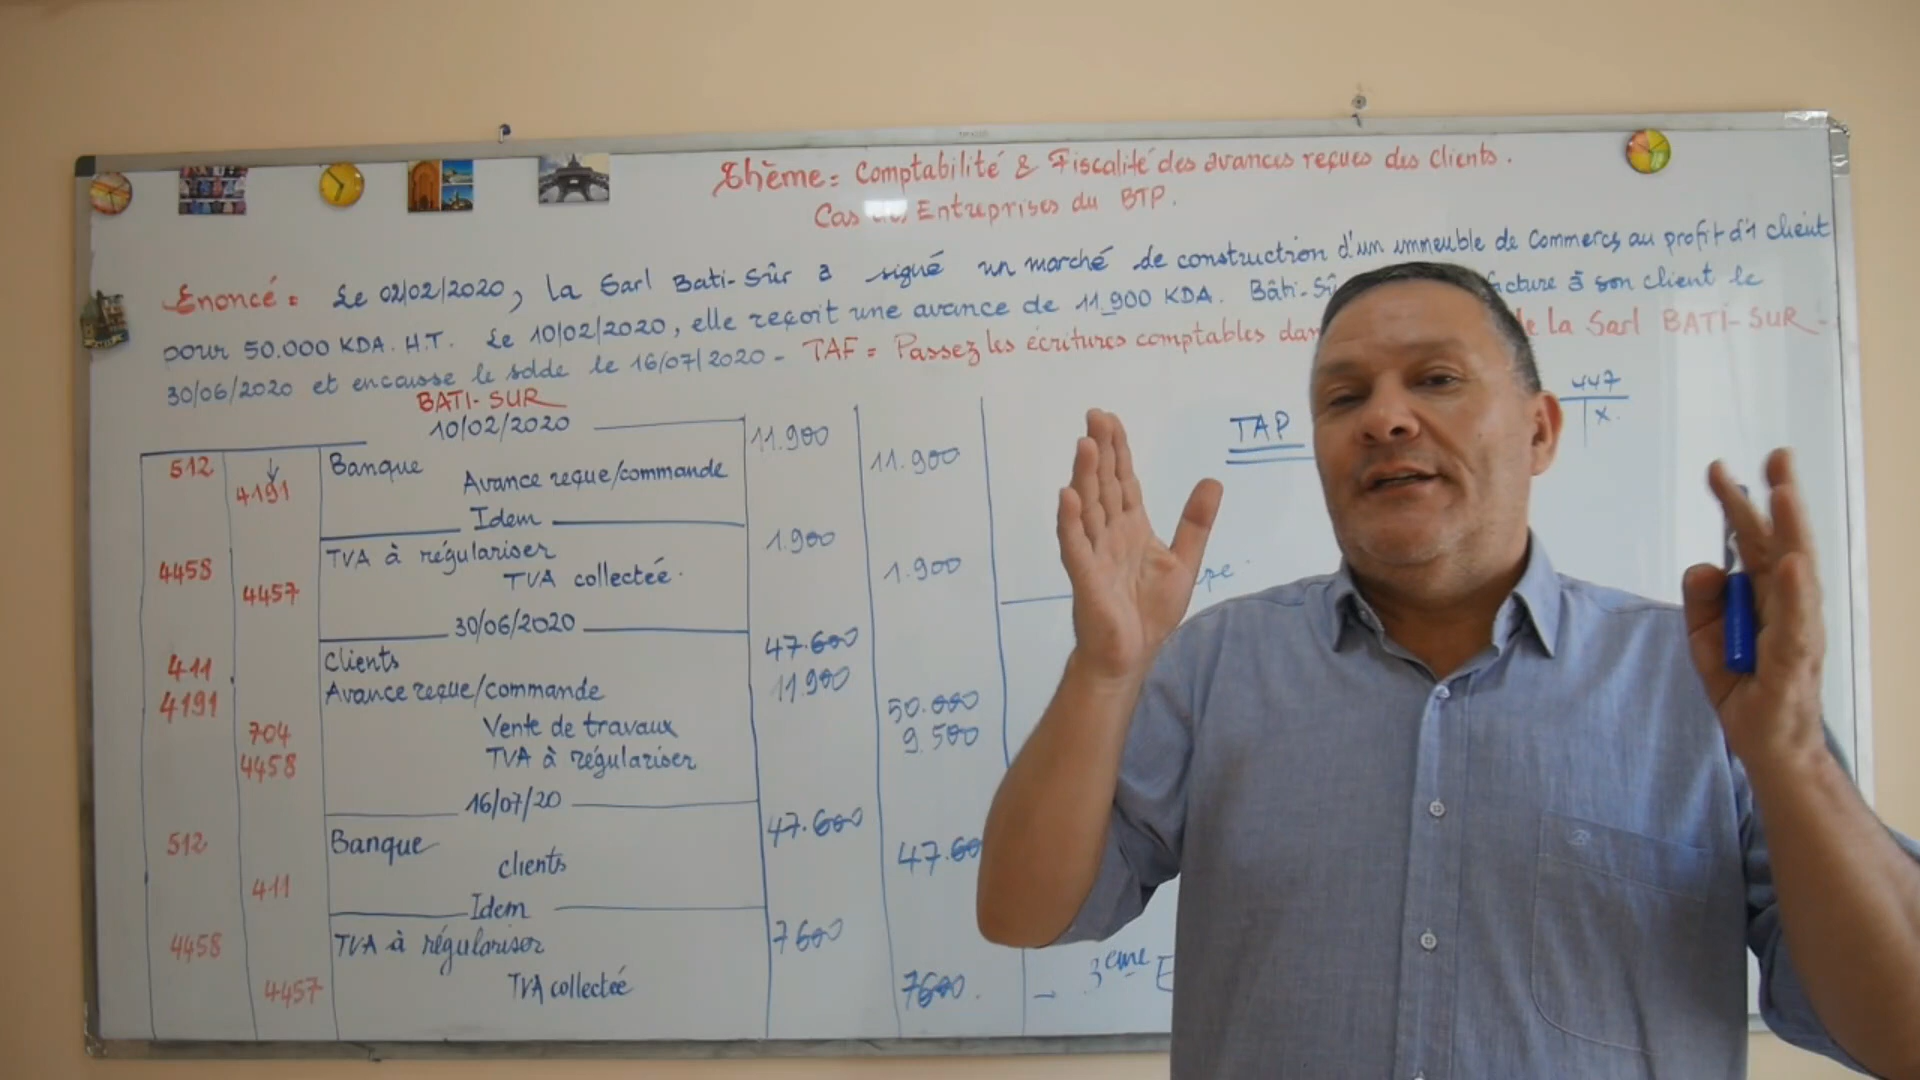 Thème = Comptabilité & Fiscalité des avances reçues des Clients.
Cas Entreprises du BTP.
Enoncé = Le 02/02/2020, la Sarl Bati-Sûr a signé un marché de construction d'un immeuble de Commerces au profit d'1 client
pour 50.000 KDA. H.T. Le 10/02/2020, elle reçoit une avance de 11.900 KDA. Bâti-Sû facture à son client le
30/06/2020 et encaisse le solde le 16/07/2020 - TAF = Passez les écritures comptables dan de la Sarl BATI-SUR -
BATI-SUR
10/02/2020
512 Banque 11.900
4191 Avance reçue/commande 11.900
Idem
4458 TVA à régulariser 1.900
4457 TVA collectée. 1.900
30/06/2020
411 Clients 47.600
4191 Avance reçue/commande 11.900
704 Vente de travaux 50.000
4458 TVA à régulariser 9.500
16/07/20
512 Banque 47.600
411 clients 47.60
Idem
4458 TVA à régulariser 7600
4457 TVA collectée 7600.
TAP
447
x.
- 3ème E